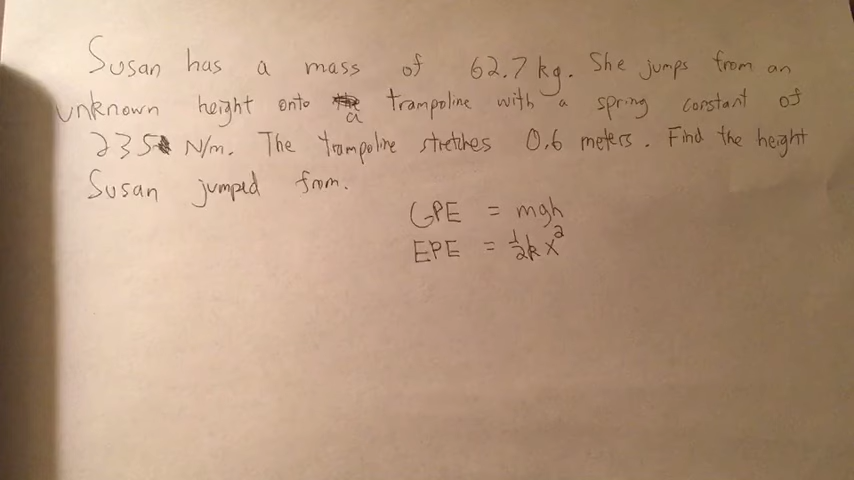 Susan has a mass of 62.7 kg. She jumps from an
unknown height onto a trampoline with a spring constant of
235 N/m. The trampoline stretches 0.6 meters. Find the height
Susan jumped from.
GPE = mgh
EPE = ½kx²